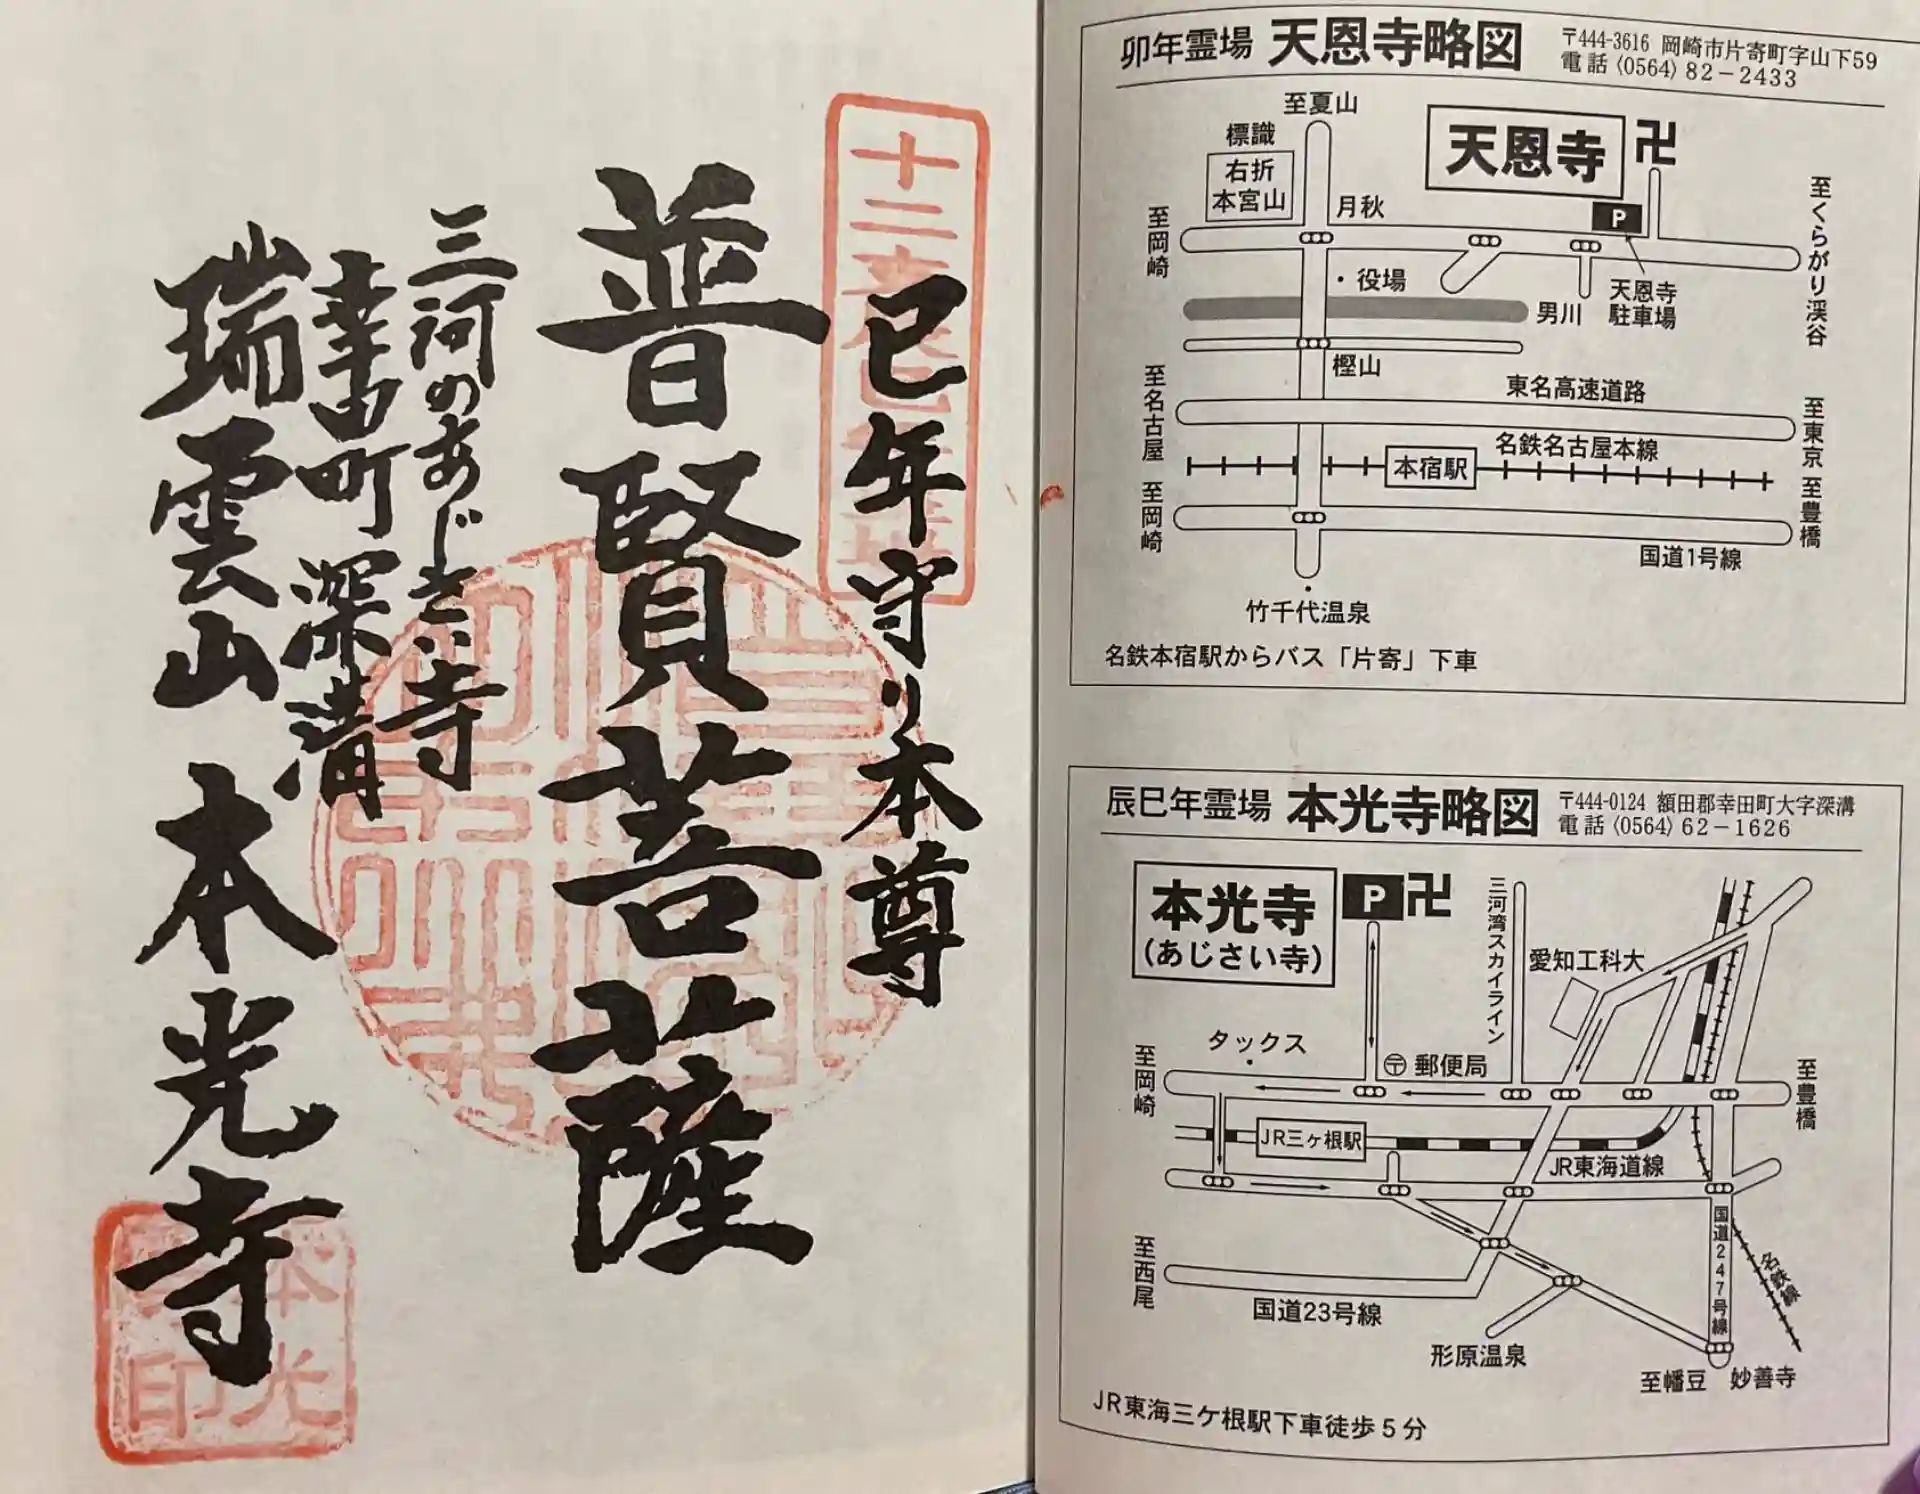 巳年守り本尊
普賢菩薩
三河のあじさい寺
幸田町深溝
瑞雲山 本光寺
本光
印
卯年霊場 天恩寺略図
〒444-3616 岡崎市片寄町字山下59
電話〈0564〉82-2433
至夏山
標識
右折
本宮山
天恩寺
卍
P
月秋
至岡崎
至くらがり渓谷
・役場
天恩寺
駐車場
男川
樫山
至名古屋
東名高速道路
至東京
名鉄名古屋本線
本宿駅
至岡崎
至豊橋
国道1号線
竹千代温泉
名鉄本宿駅からバス「片寄」下車
辰巳年霊場 本光寺略図
〒444-0124 額田郡幸田町大字深溝
電話〈0564〉62-1626
本光寺
(あじさい寺)
P
卍
三河湾スカイライン
愛知工科大
タックス
〒郵便局
至岡崎
至豊橋
JR三ヶ根駅
JR東海道線
至西尾
国道23号線
国道247号線
名鉄線
形原温泉
至幡豆
妙善寺
JR東海三ケ根駅下車徒歩5分